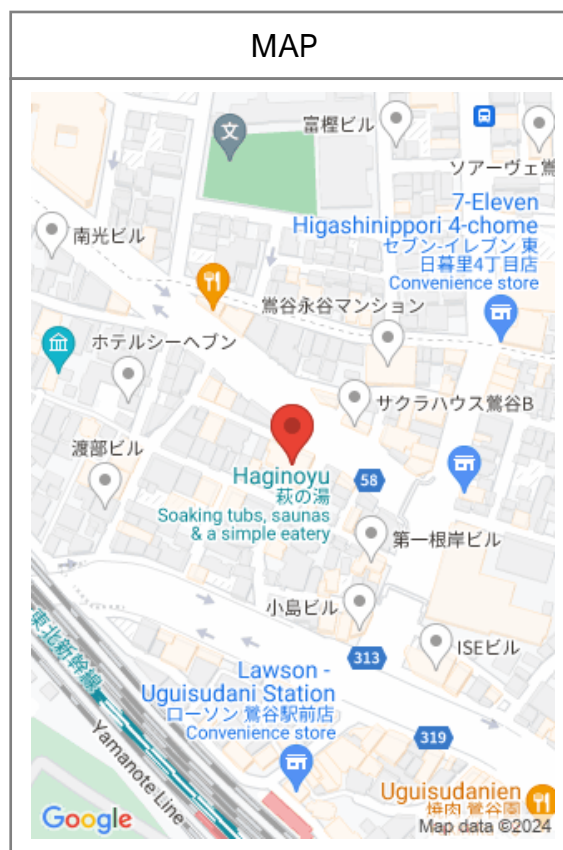 MAP
富樫ビル
文
ソアーヴェ鶯
7-Eleven
Higashinippori 4-chome
セブン-イレブン 東
日暮里4丁目店
Convenience store
南光ビル
鶯谷永谷マンション
ホテルシーヘブン
サクラハウス鶯谷B
渡部ビル
Haginoyu
萩の湯
Soaking tubs, saunas
& a simple eatery
58
第一根岸ビル
小島ビル
ISEビル
313
東北新幹線
Lawson -
Uguisudani Station
ローソン 鶯谷駅前店
Convenience store
319
Yamanote Line
Uguisudanien
焼肉 鶯谷園
Google
Map data ©2024